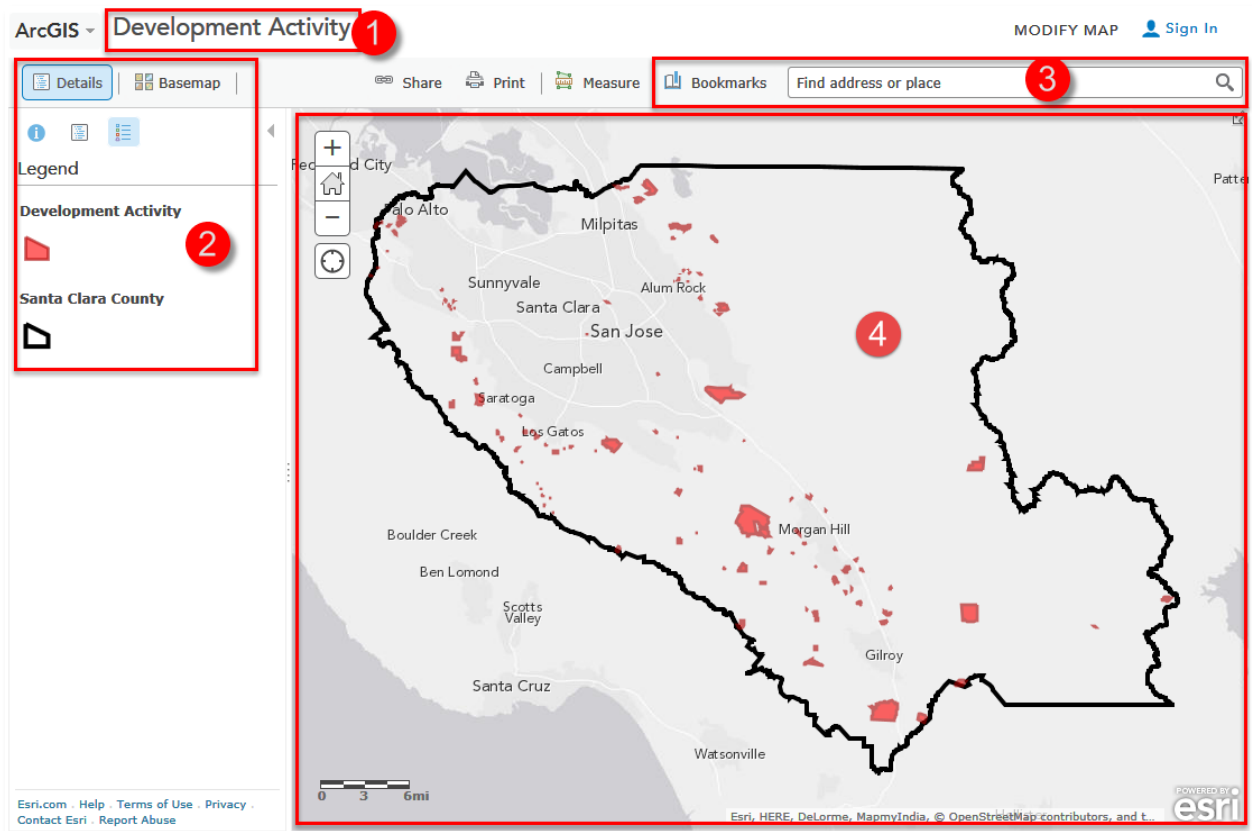 ArcGIS
Development Activity
1
MODIFY MAP
Sign In
Details
Basemap
Share
Print
Measure
Bookmarks
Find address or place
3
Legend
Development Activity
2
Santa Clara County
+
−
City
Palo Alto
Milpitas
Sunnyvale
Alum Rock
Santa Clara
San Jose
4
Campbell
Saratoga
Los Gatos
Boulder Creek
Morgan Hill
Ben Lomond
Scotts
Valley
Gilroy
Santa Cruz
Watsonville
0 3 6mi
Esri.com . Help . Terms of Use . Privacy .
Contact Esri . Report Abuse
Esri, HERE, DeLorme, MapmyIndia, © OpenStreetMap contributors, and t...
POWERED BY
esri